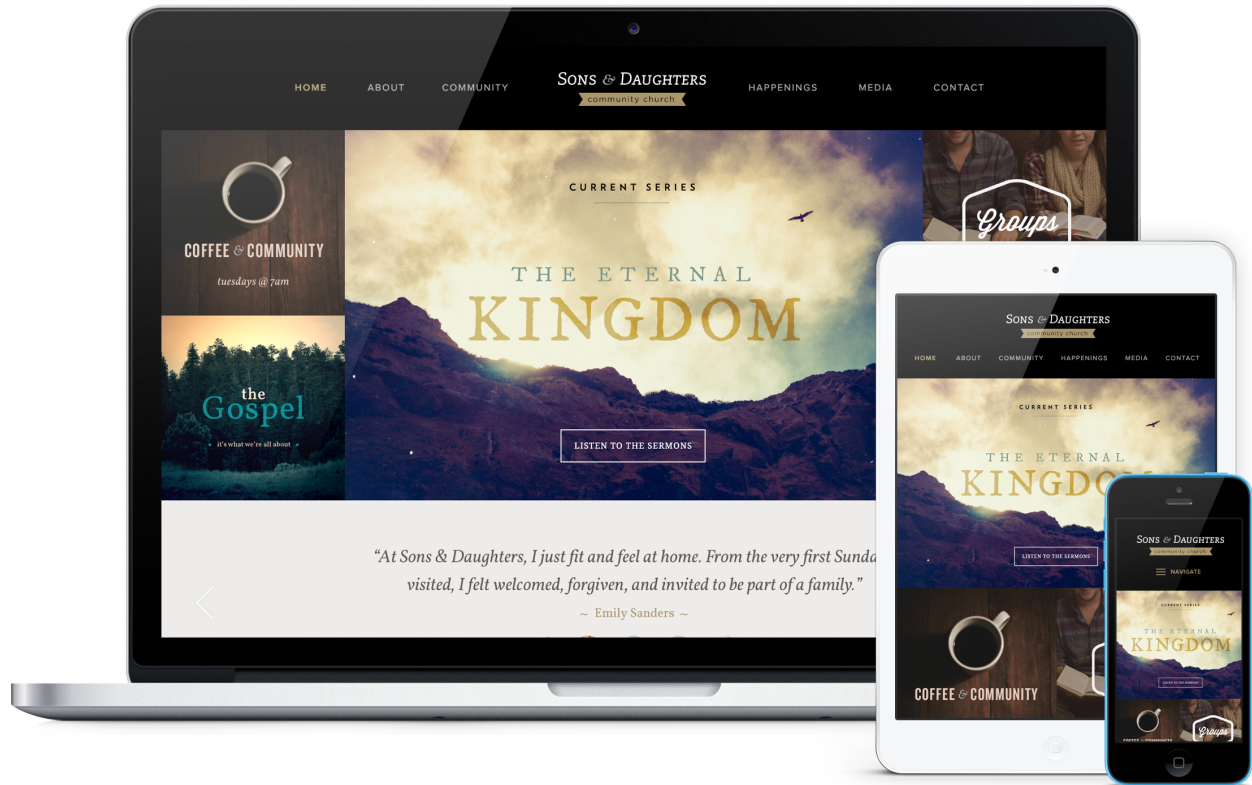 HOME
ABOUT
COMMUNITY
SONS & DAUGHTERS
community church
HAPPENINGS
MEDIA
CONTACT
COFFEE & COMMUNITY
tuesdays @ 7am
the
Gospel
• it's what we're all about •
CURRENT SERIES
THE ETERNAL
KINGDOM
LISTEN TO THE SERMONS
Groups
“At Sons & Daughters, I just fit and feel at home. From the very first
visited, I felt welcomed, forgiven, and invited to be part of a family.”
~ Emily Sanders ~
SONS & DAUGHTERS
community church
HOME
ABOUT
COMMUNITY
HAPPENINGS
MEDIA
CONTACT
CURRENT SERIES
THE ETERNAL
LISTEN TO THE SERMONS
COFFEE & COMMUNITY
SONS & DAUGHTERS
community church
NAVIGATE
CURRENT SERIES
THE ETERNAL
KINGDOM
LISTEN TO THE SERMONS
Groups